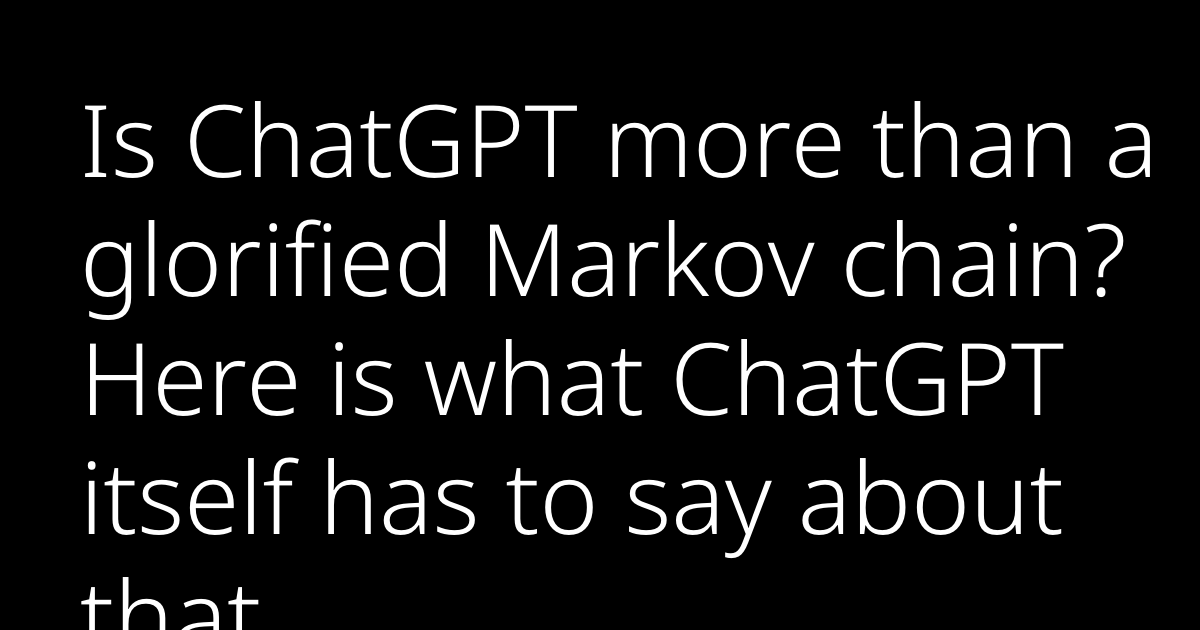 Is ChatGPT more than a
glorified Markov chain?
Here is what ChatGPT
itself has to say about
that